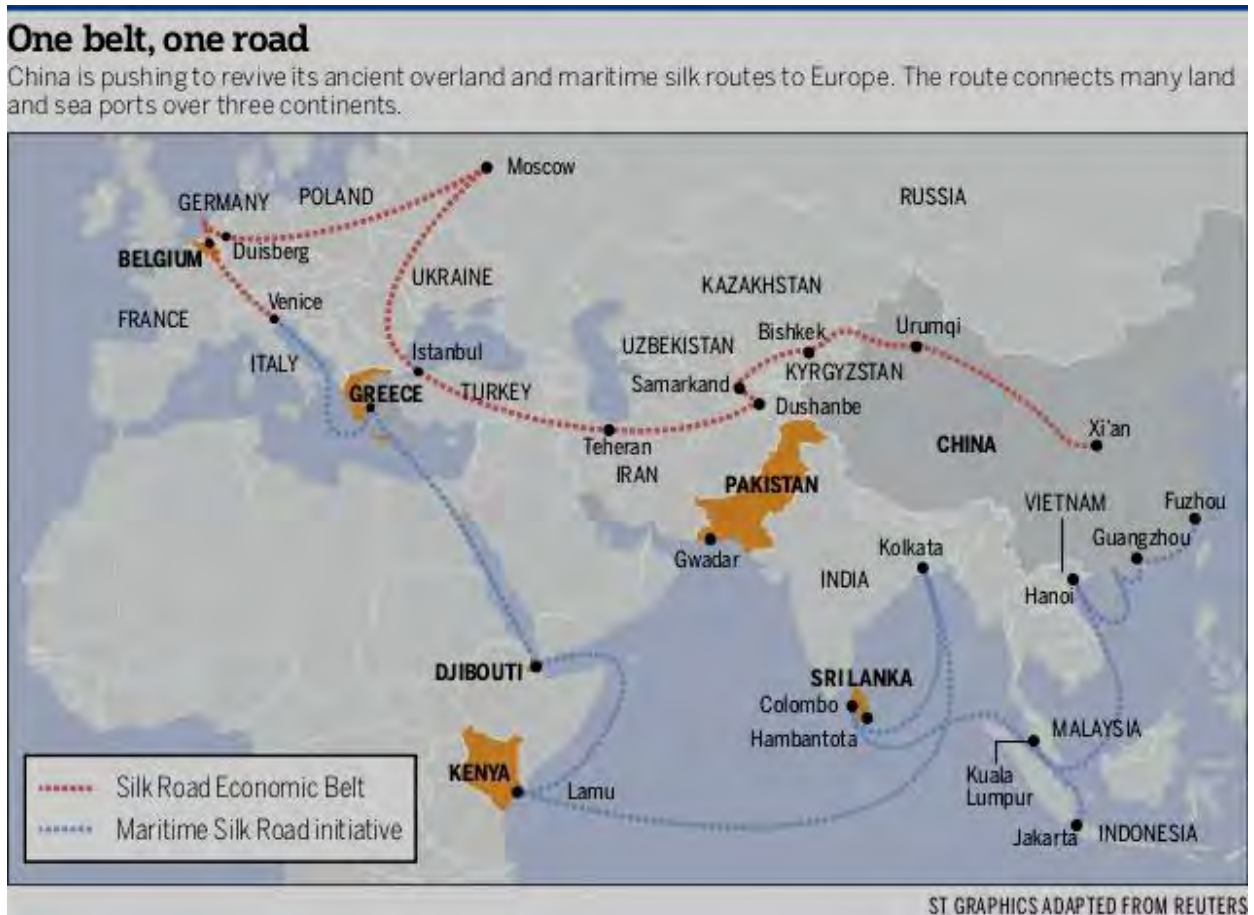 One belt, one road
China is pushing to revive its ancient overland and maritime silk routes to Europe. The route connects many land
and sea ports over three continents.
Moscow
RUSSIA
GERMANY
POLAND
BELGIUM
Duisberg
UKRAINE
KAZAKHSTAN
FRANCE
Venice
ITALY
Istanbul
UZBEKISTAN
Bishkek
Urumqi
GREECE
TURKEY
Samarkand
KYRGYZSTAN
Dushanbe
Teheran
IRAN
CHINA
Xi'an
PAKISTAN
Gwadar
VIETNAM
Fuzhou
Guangzhou
Kolkata
INDIA
Hanoi
DJIBOUTI
SRI LANKA
Colombo
Hambantota
MALAYSIA
Kuala
Lumpur
KENYA
Lamu
Jakarta
INDONESIA
Silk Road Economic Belt
Maritime Silk Road initiative
ST GRAPHICS ADAPTED FROM REUTERS